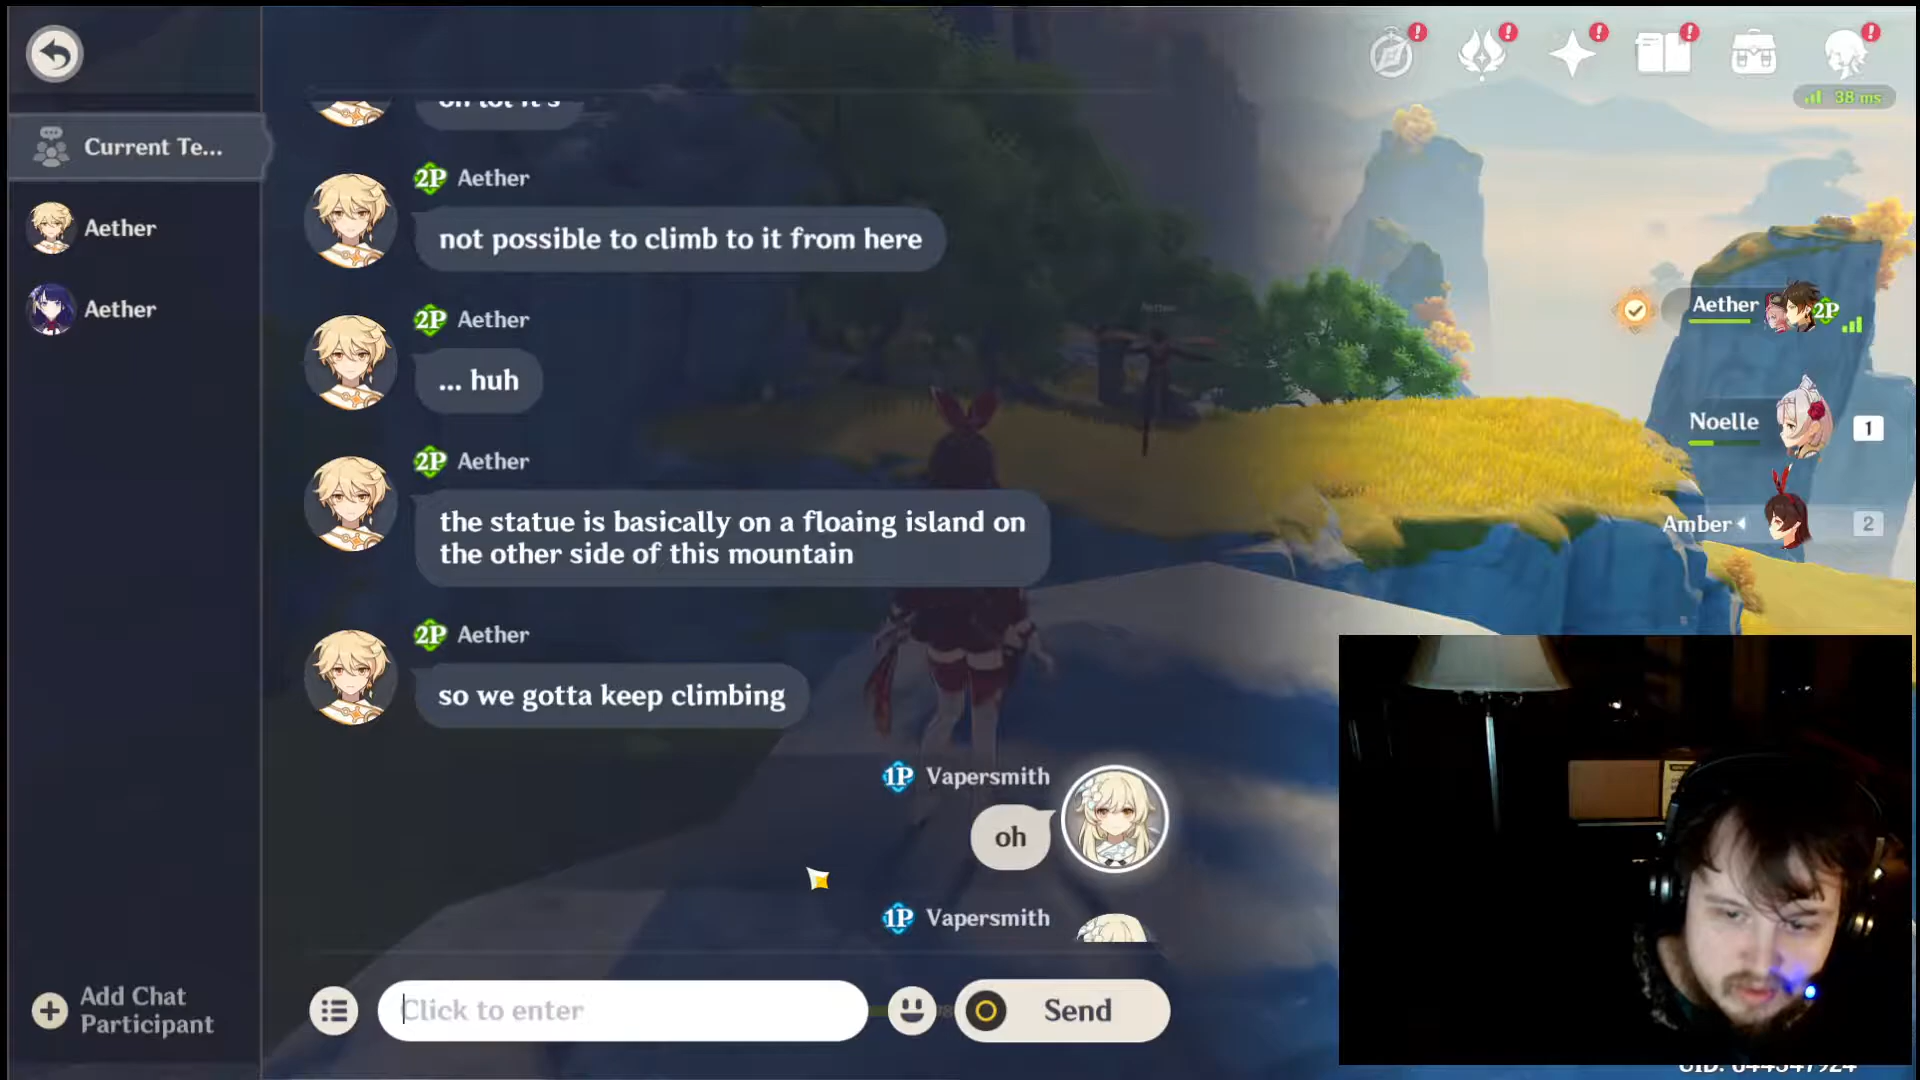 38 ms
Current Te...
Aether
Aether
2P Aether
not possible to climb to it from here
2P Aether
... huh
2P Aether
the statue is basically on a floaing island on
the other side of this mountain
2P Aether
so we gotta keep climbing
1P Vapersmith
oh
1P Vapersmith
Add Chat
Participant
Click to enter
Send
Aether 2P
Noelle 1
Amber 2